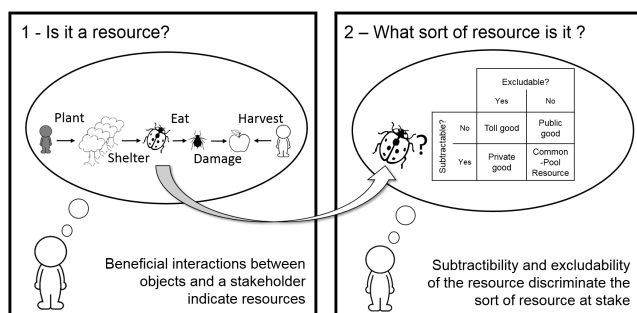 1 - Is it a resource?
Plant
Eat
Harvest
Shelter
Damage
Beneficial interactions between
objects and a stakeholder
indicate resources
2 – What sort of resource is it ?
?
Excludable?
Yes No
Subtractable?
No Toll good Public
good
Yes Private
good Common
-Pool
Resource
Subtractibility and excludability
of the resource discriminate the
sort of resource at stake